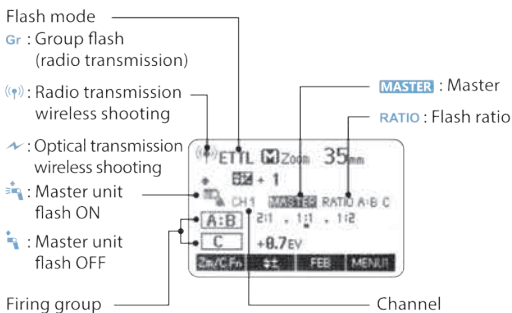 Flash mode
Gr : Group flash
(radio transmission)
: Radio transmission
wireless shooting
: Optical transmission
wireless shooting
: Master unit
flash ON
: Master unit
flash OFF
Firing group
MASTER : Master
RATIO : Flash ratio
ETTL M Zoom 35mm
+ 1
CH1 MASTER RATIO A:B C
A:B 2:1 . 1:1 . 1:2
C +0.7EV
Zm/C.Fn FEB MENU1
Channel